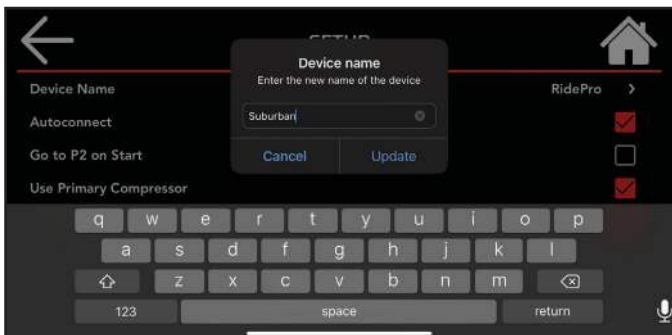 SETUP
Device name
Enter the new name of the device
Suburban
Cancel Update
Device Name RidePro >
Autoconnect
Go to P2 on Start
Use Primary Compressor
q w e r t y u i o p
a s d f g h j k l
z x c v b n m
123 space return